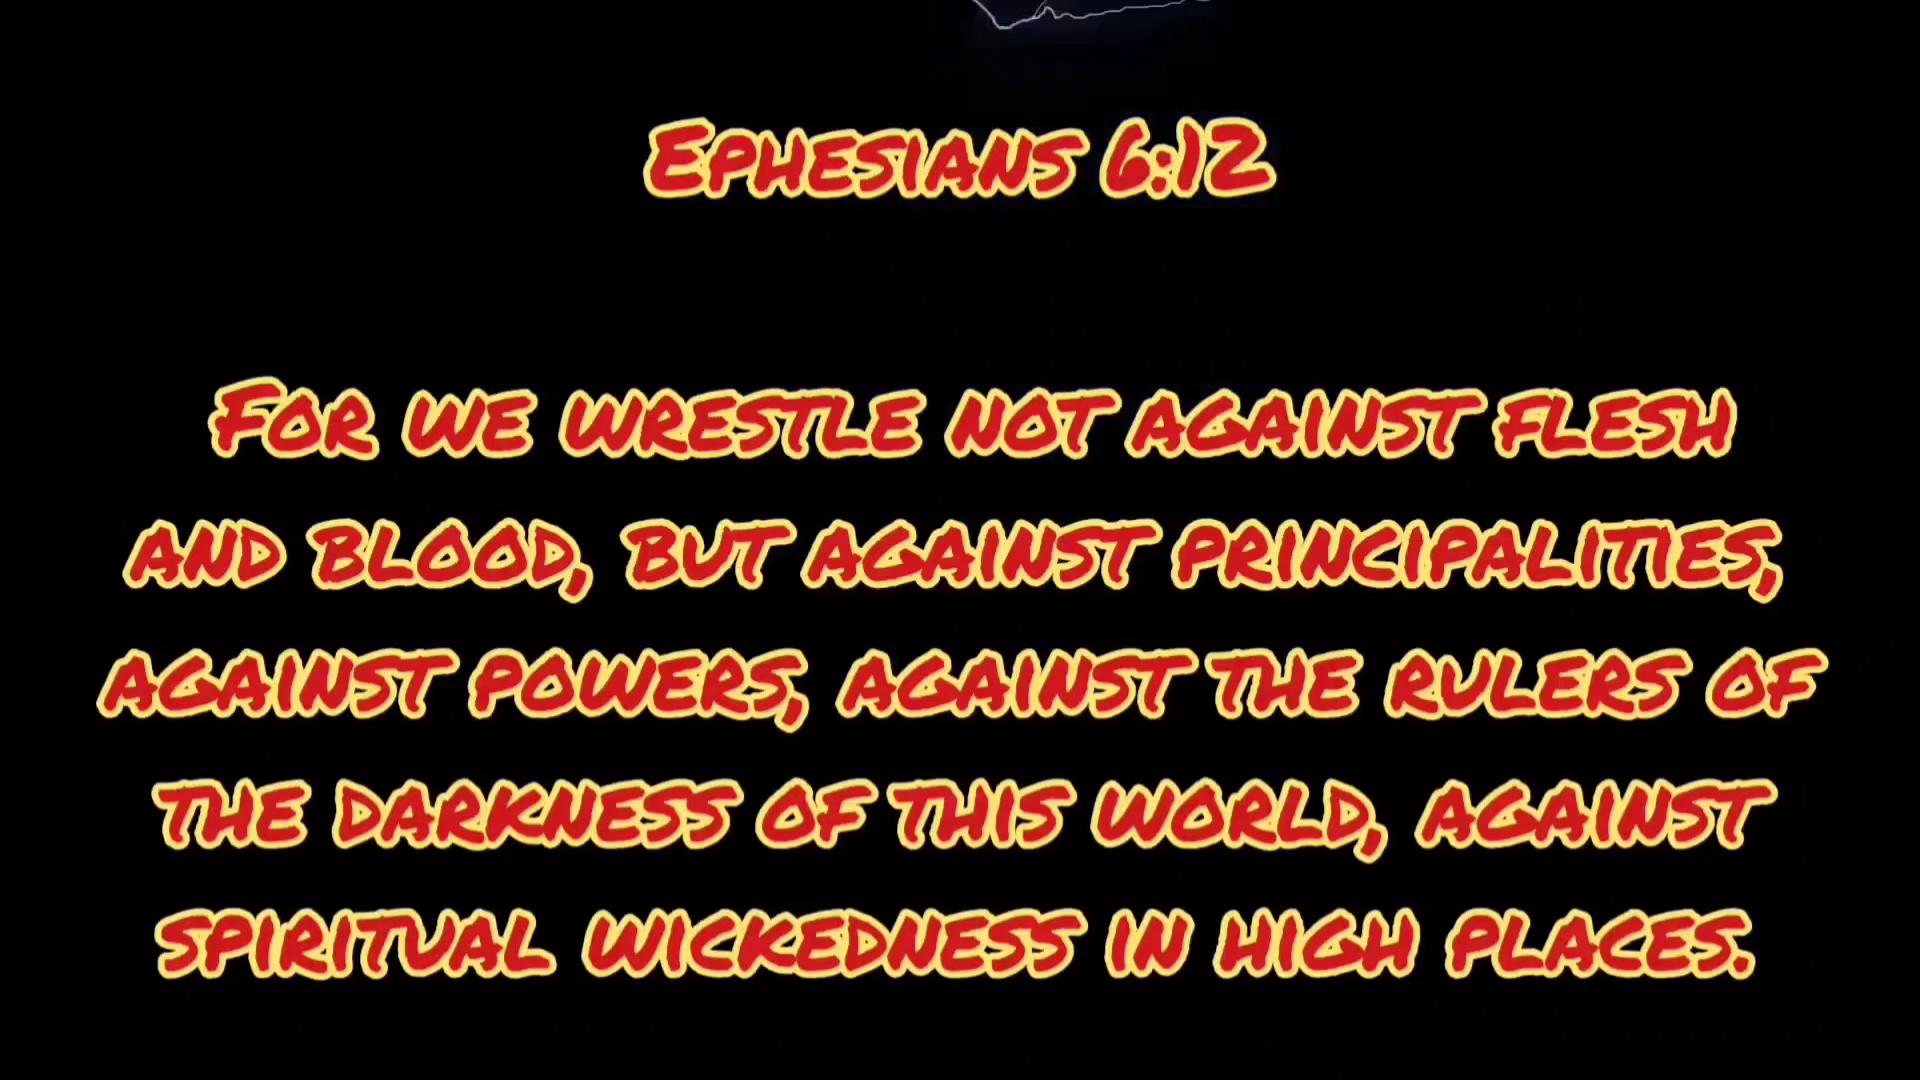 Ephesians 6:12
For we wrestle not against flesh
and blood, but against principalities,
against powers, against the rulers of
the darkness of this world, against
spiritual wickedness in high places.